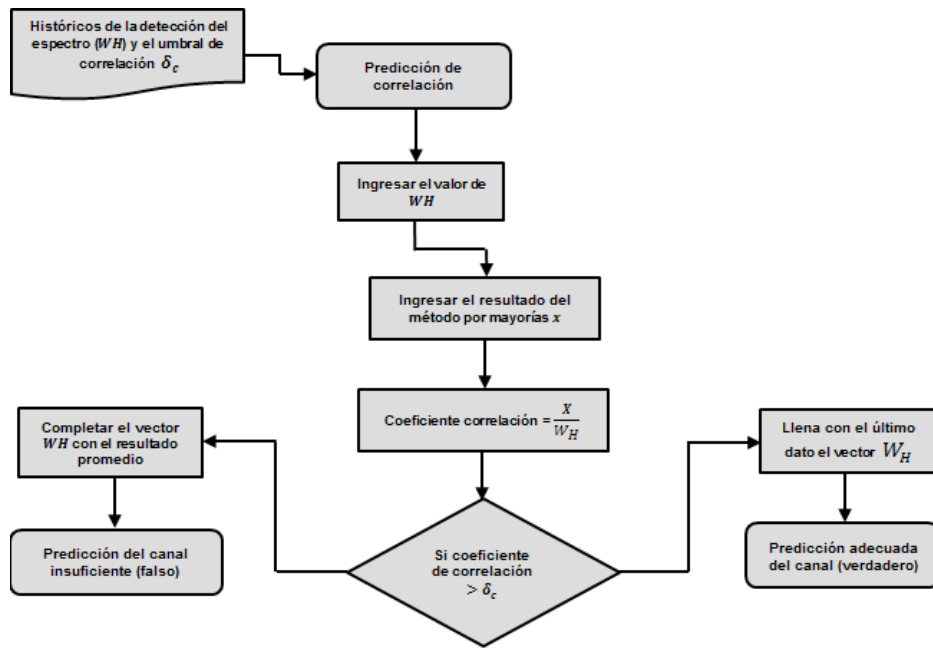 Históricos de la detección del
espectro (WH) y el umbral de
correlación δc
Predicción de
correlación
Ingresar el valor de
WH
Ingresar el resultado del
método por mayorías x
Coeficiente correlación = X/W_H
Completar el vector
WH con el resultado
promedio
Llena con el último
dato el vector W_H
Si coeficiente
de correlación
> δc
Predicción del canal
insuficiente (falso)
Predicción adecuada
del canal (verdadero)